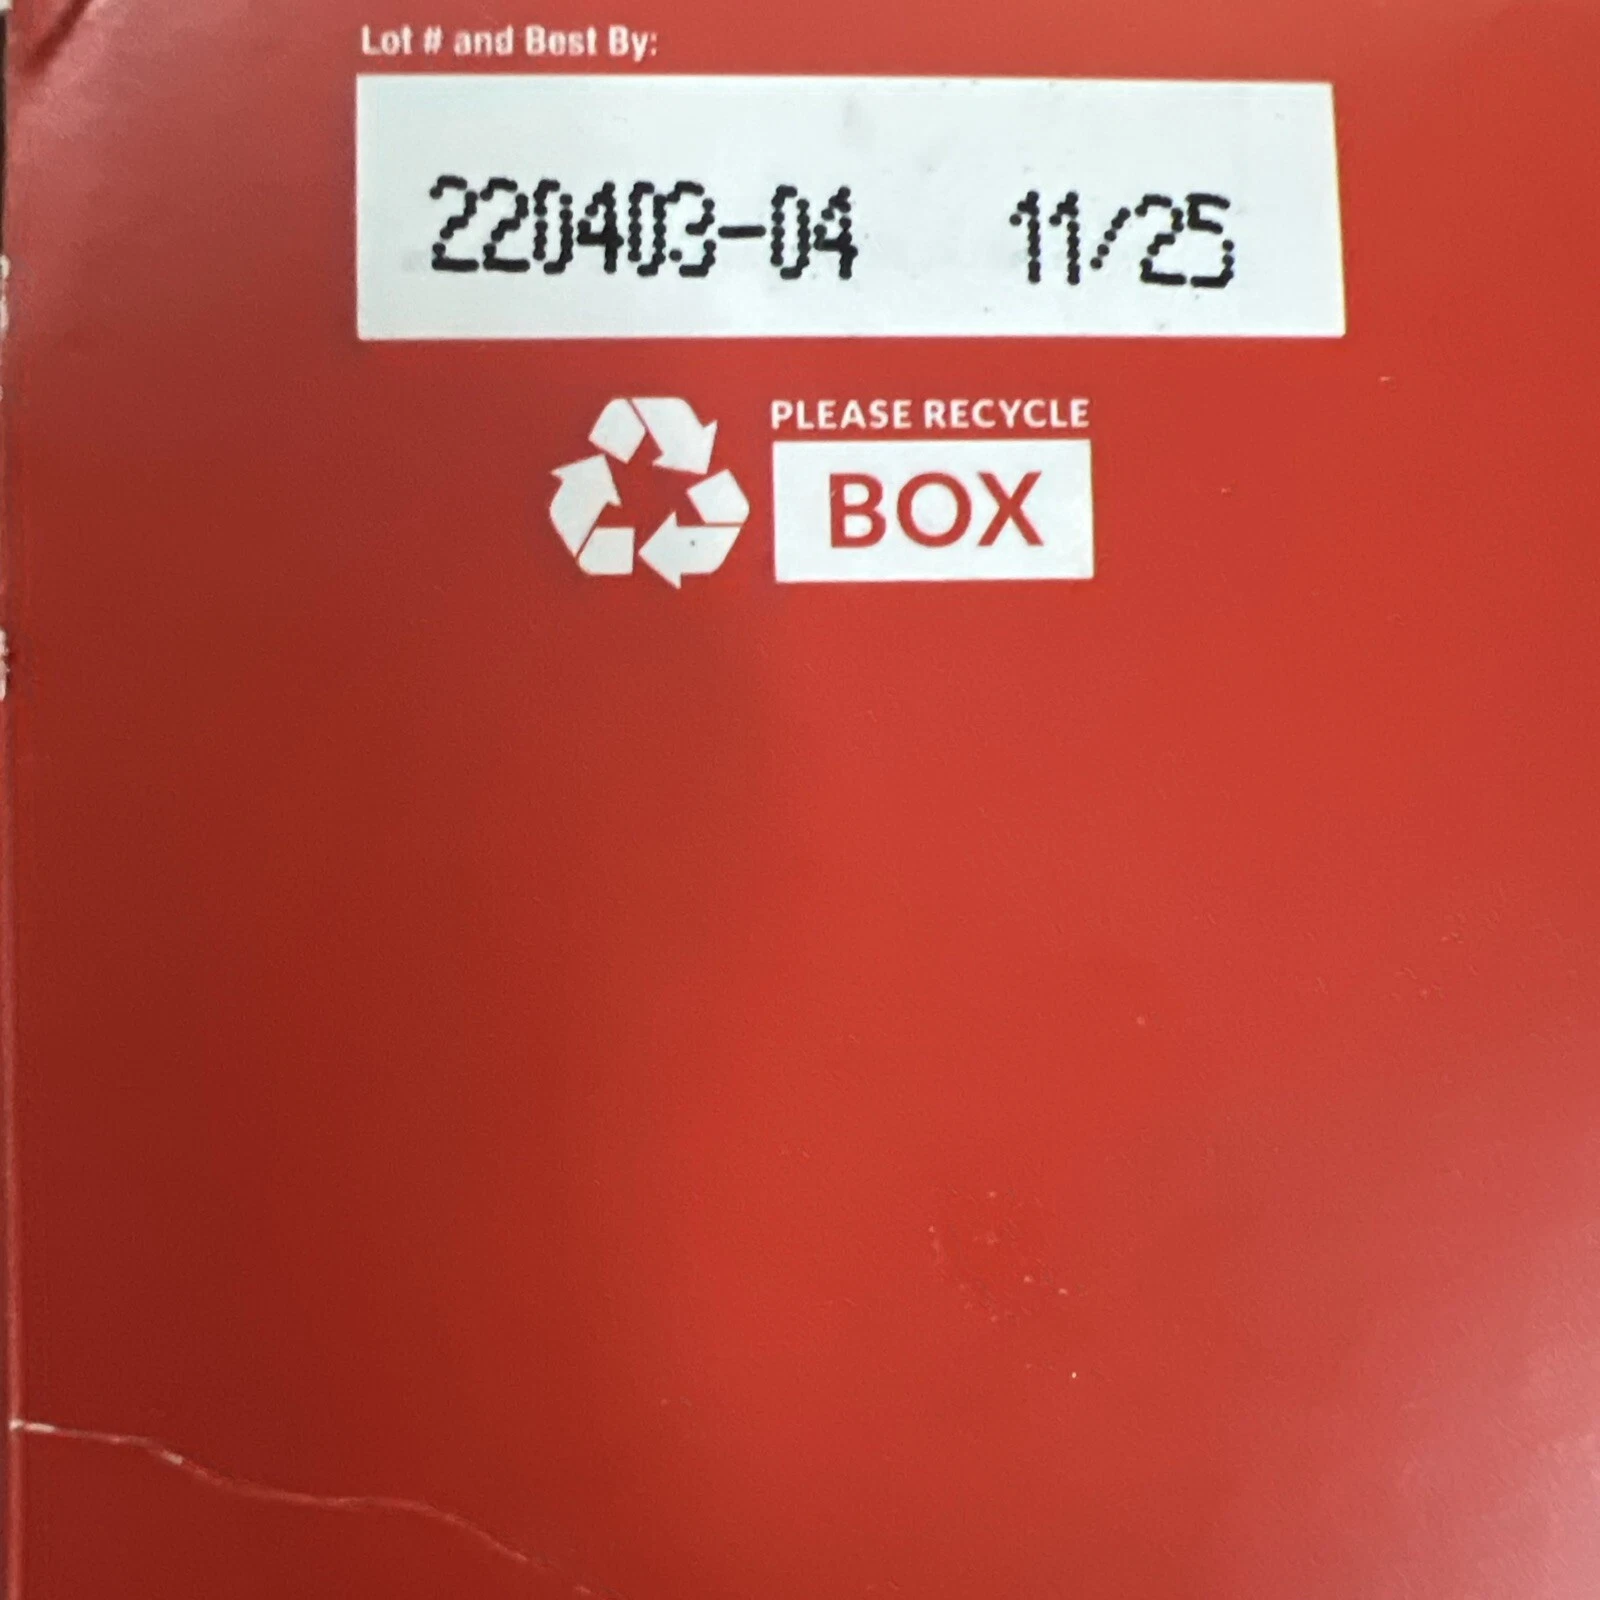 Lot # and Best By:
220403-04 11/25
PLEASE RECYCLE
BOX